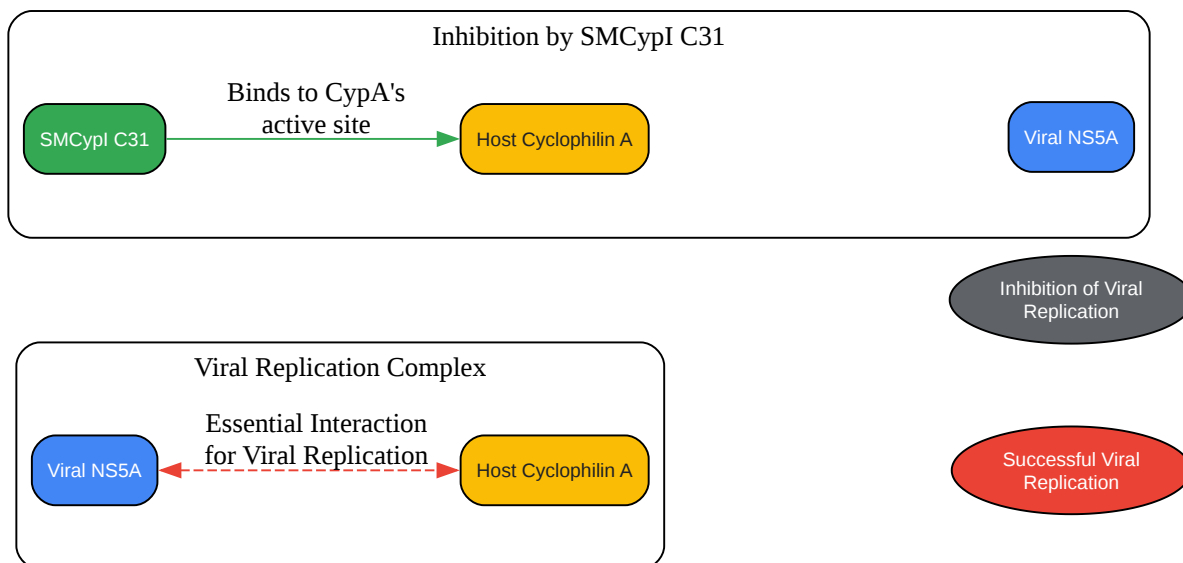 Inhibition by SMCypI C31
Binds to CypA's
active site
SMCypI C31
Host Cyclophilin A
Viral NS5A
Inhibition of Viral
Replication
Viral Replication Complex
Essential Interaction
for Viral Replication
Viral NS5A
Host Cyclophilin A
Successful Viral
Replication